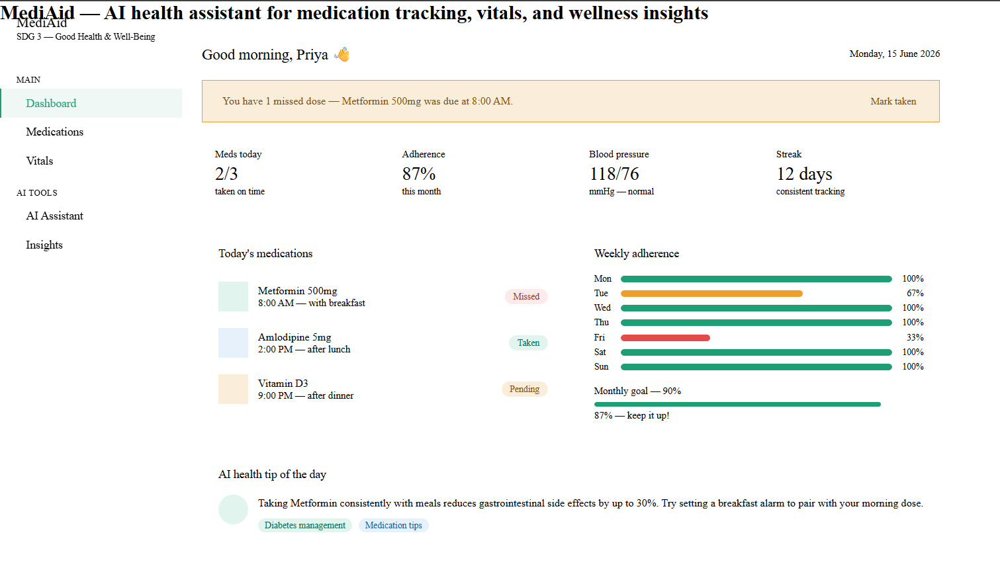 MediAid — AI health assistant for medication tracking, vitals, and wellness insights
MediAid
SDG 3 — Good Health & Well-Being
MAIN
Dashboard
Medications
Vitals
AI TOOLS
AI Assistant
Insights
Good morning, Priya 👋
Monday, 15 June 2026
You have 1 missed dose — Metformin 500mg was due at 8:00 AM.
Mark taken
Meds today
2/3
taken on time
Adherence
87%
this month
Blood pressure
118/76
mmHg — normal
Streak
12 days
consistent tracking
Today's medications
Metformin 500mg
8:00 AM — with breakfast
Missed
Amlodipine 5mg
2:00 PM — after lunch
Taken
Vitamin D3
9:00 PM — after dinner
Pending
Weekly adherence
Mon 100%
Tue 67%
Wed 100%
Thu 100%
Fri 33%
Sat 100%
Sun 100%
Monthly goal — 90%
87% — keep it up!
AI health tip of the day
Taking Metformin consistently with meals reduces gastrointestinal side effects by up to 30%. Try setting a breakfast alarm to pair with your morning dose.
Diabetes management
Medication tips